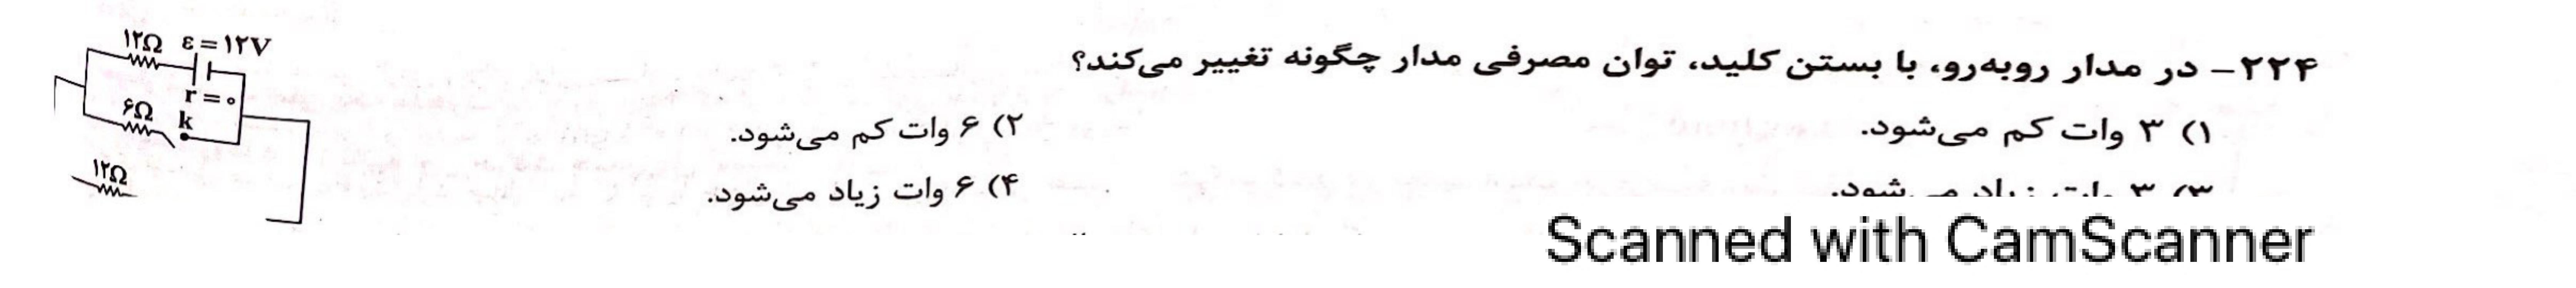 ۲۲۴- در مدار روبه‌رو، با بستن کلید، توان مصرفی مدار چگونه تغییر می‌کند؟
۱) ۳ وات کم می‌شود.
۲) ۶ وات کم می‌شود.
۳) ۳ وات زیاد می‌شود.
۴) ۶ وات زیاد می‌شود.
۱۲Ω ε=۱۲V
r=۰
۶Ω k
۱۲Ω
Scanned with CamScanner